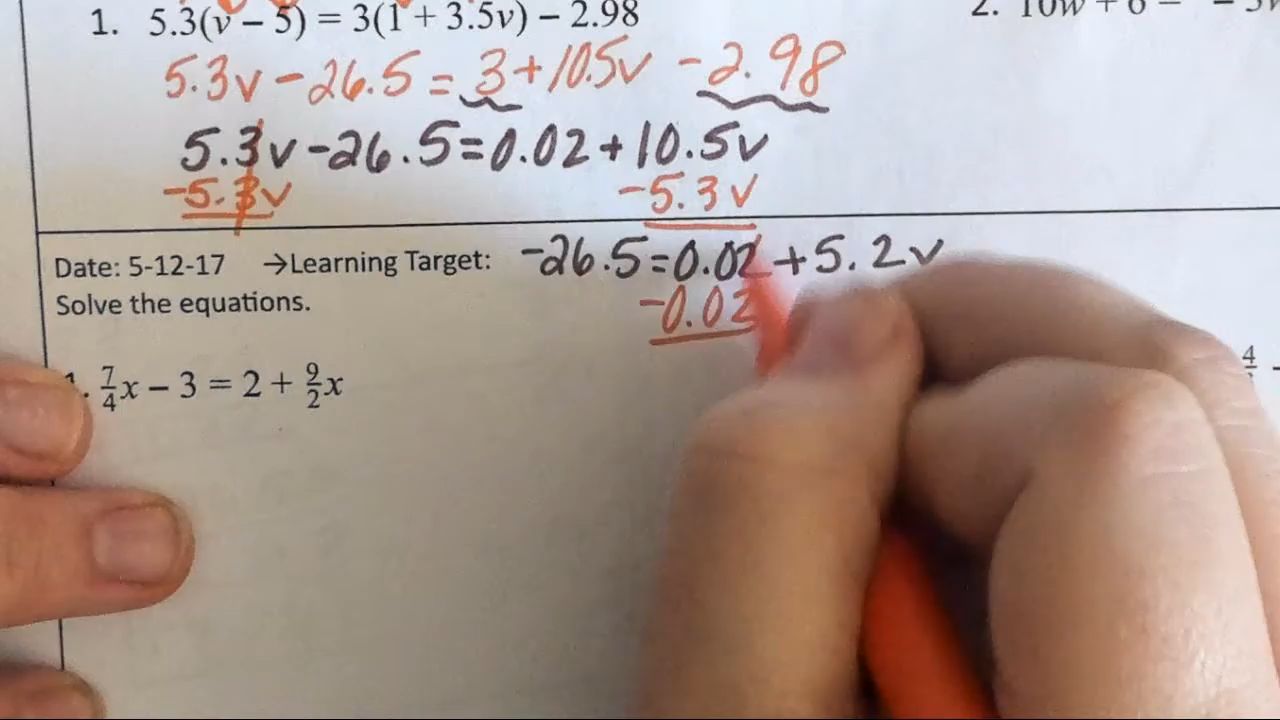 1. 5.3(v – 5) = 3(1 + 3.5v) – 2.98
2. 10w + 6 =
5.3v – 26.5 = 3 + 10.5v – 2.98
5.3v – 26.5 = 0.02 + 10.5v
–5.3v –5.3v
Date: 5-12-17 →Learning Target: –26.5 = 0.02 + 5.2v
Solve the equations. –0.02
7/4x – 3 = 2 + 9/2x